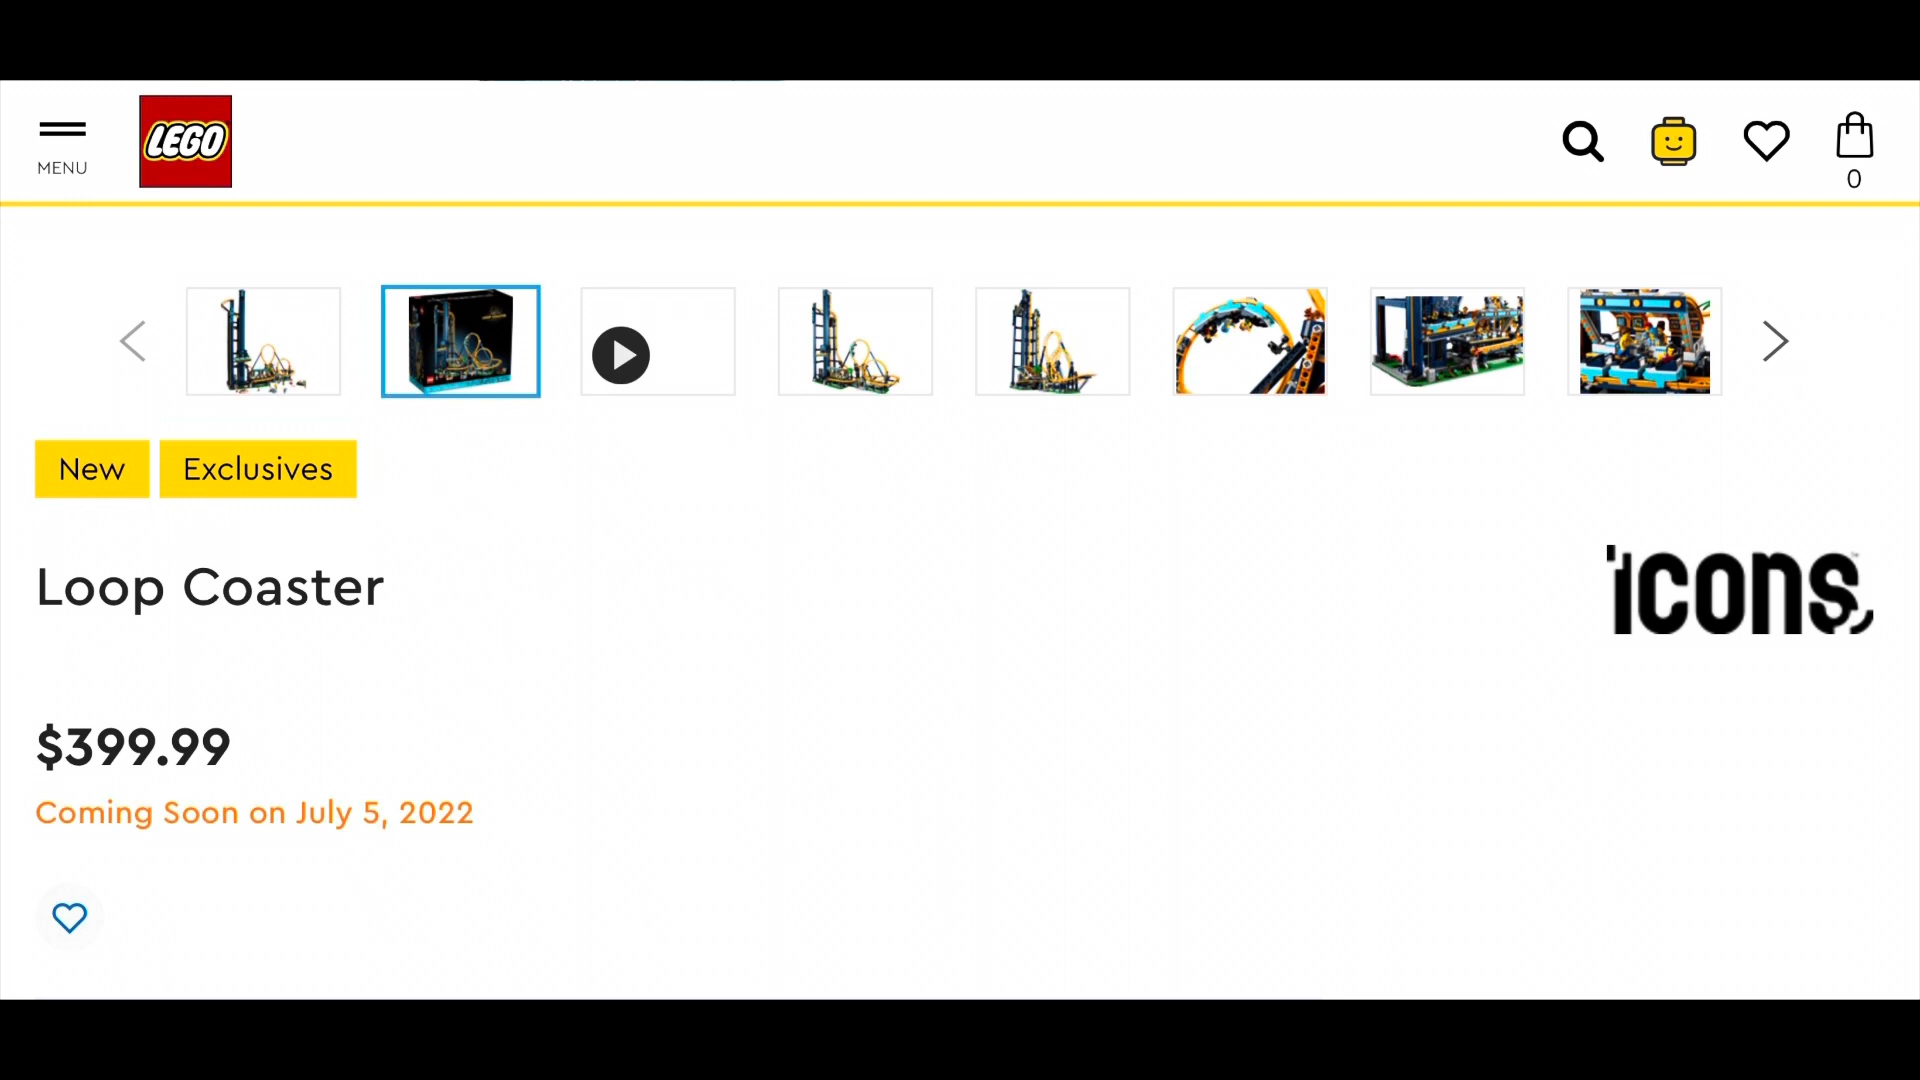 MENU
LEGO
0
New
Exclusives
Loop Coaster
icons
$399.99
Coming Soon on July 5, 2022